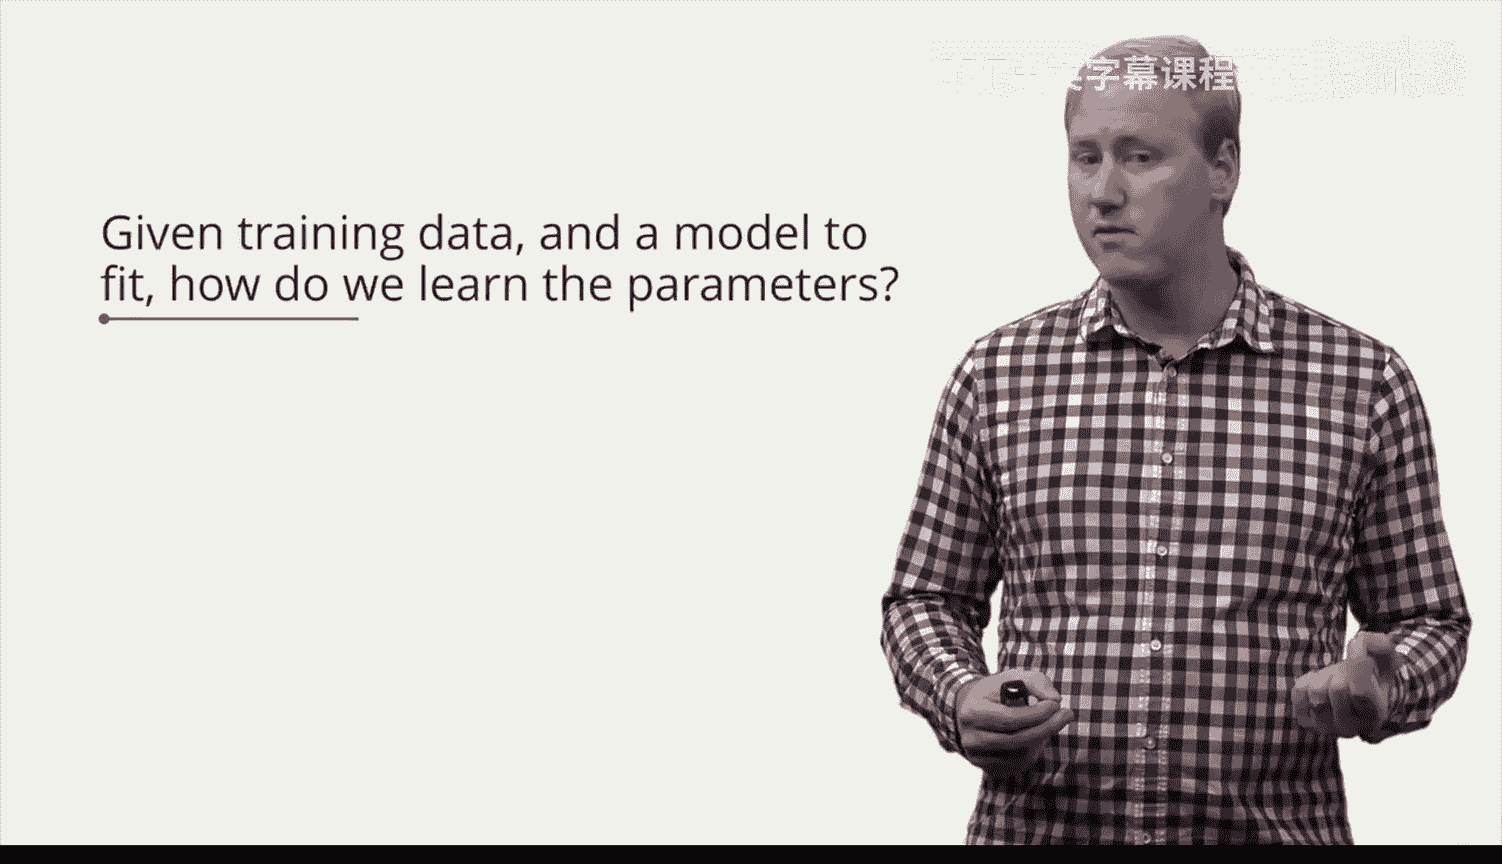 字幕课程
Given training data, and a model to
fit, how do we learn the parameters?